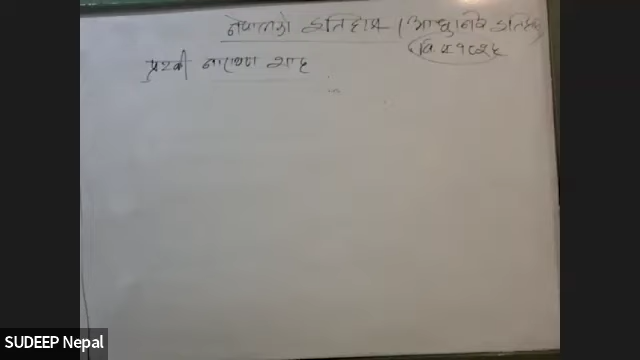 नेपालको इतिहास (आधुनिक इतिहास)
वि.स १८२५
पृथ्वी नारायण शाह
SUDEEP Nepal